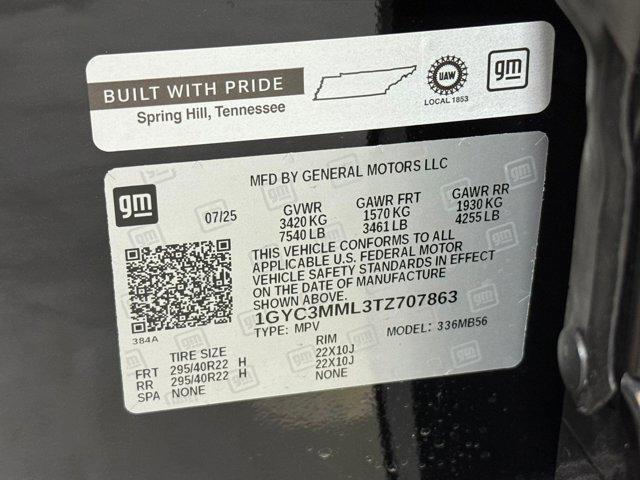 BUILT WITH PRIDE
Spring Hill, Tennessee
UAW
LOCAL 1853
gm
MFD BY GENERAL MOTORS LLC
gm
07/25
GVWR
3420 KG
7540 LB
GAWR FRT
1570 KG
3461 LB
GAWR RR
1930 KG
4255 LB
THIS VEHICLE CONFORMS TO ALL
APPLICABLE U.S. FEDERAL MOTOR
VEHICLE SAFETY STANDARDS IN EFFECT
ON THE DATE OF MANUFACTURE
SHOWN ABOVE.
1GYC3MML3TZ707863
TYPE: MPV
MODEL: 336MB56
384A
TIRE SIZE RIM
FRT 295/40R22 H 22X10J
RR 295/40R22 H 22X10J
SPA NONE NONE